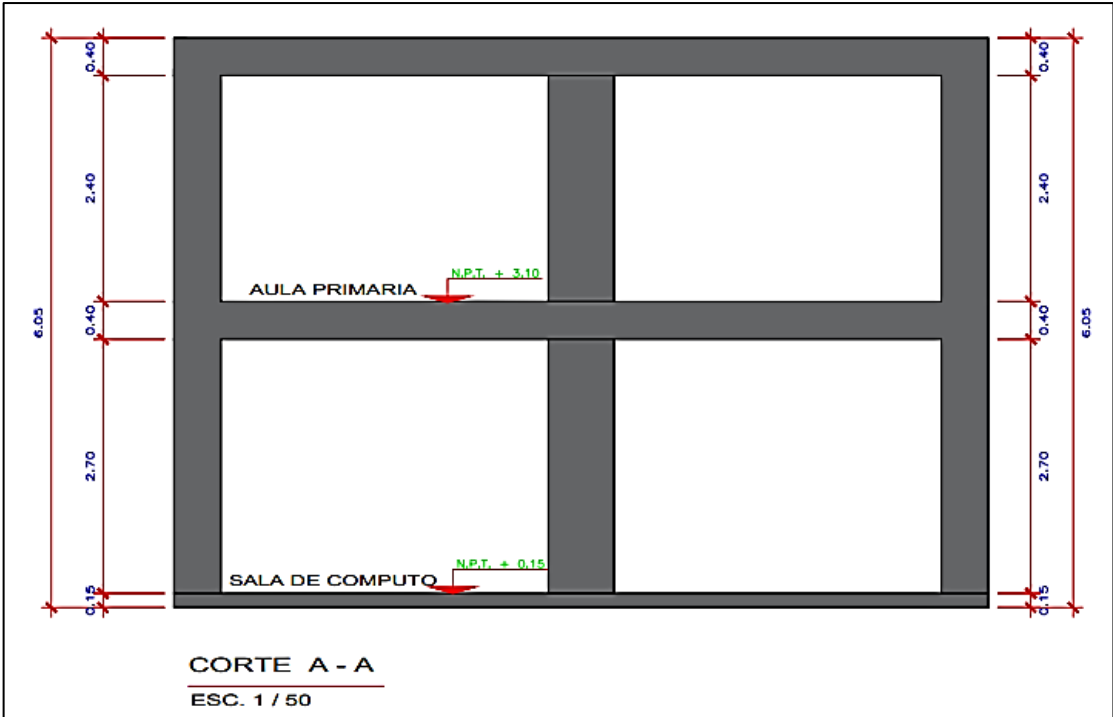 0.40
0.40
2.40
2.40
N.P.T. + 3.10
AULA PRIMARIA
0.40
0.40
6.05
6.05
2.70
2.70
N.P.T. + 0.15
SALA DE COMPUTO
0.15
0.15
CORTE A - A
ESC. 1 / 50